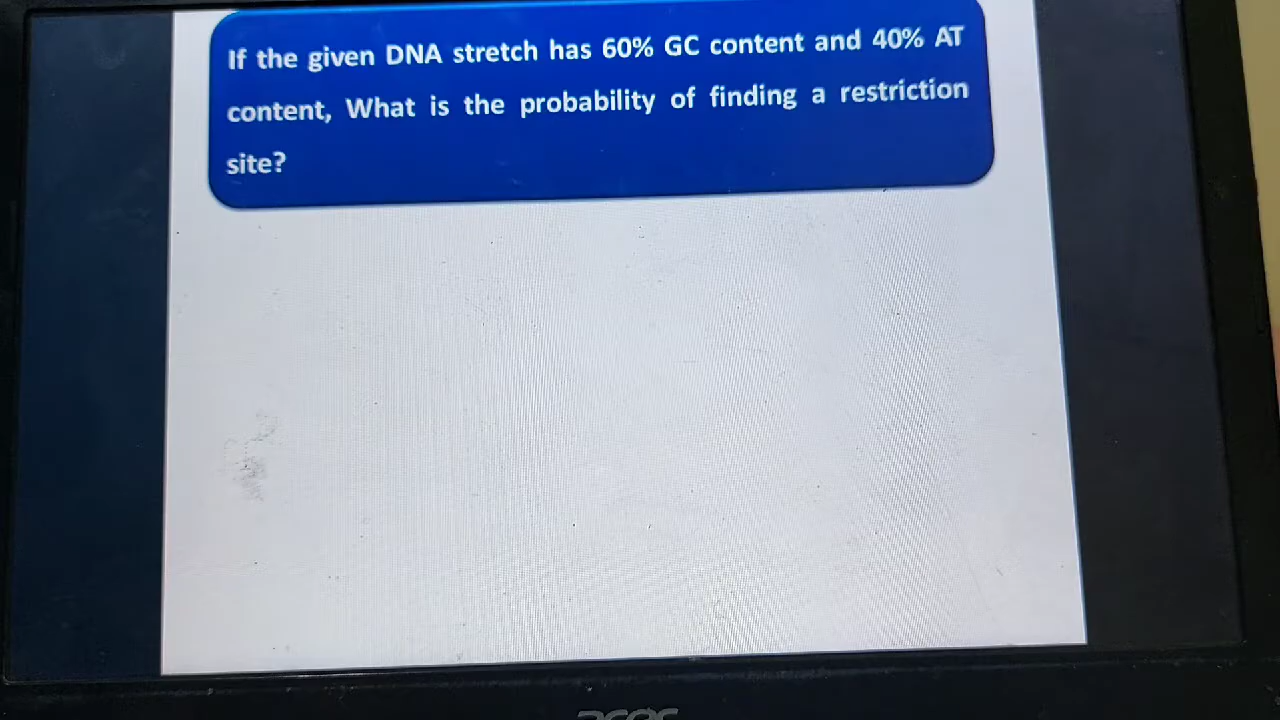 If the given DNA stretch has 60% GC content and 40% AT
content, What is the probability of finding a restriction
site?
acer